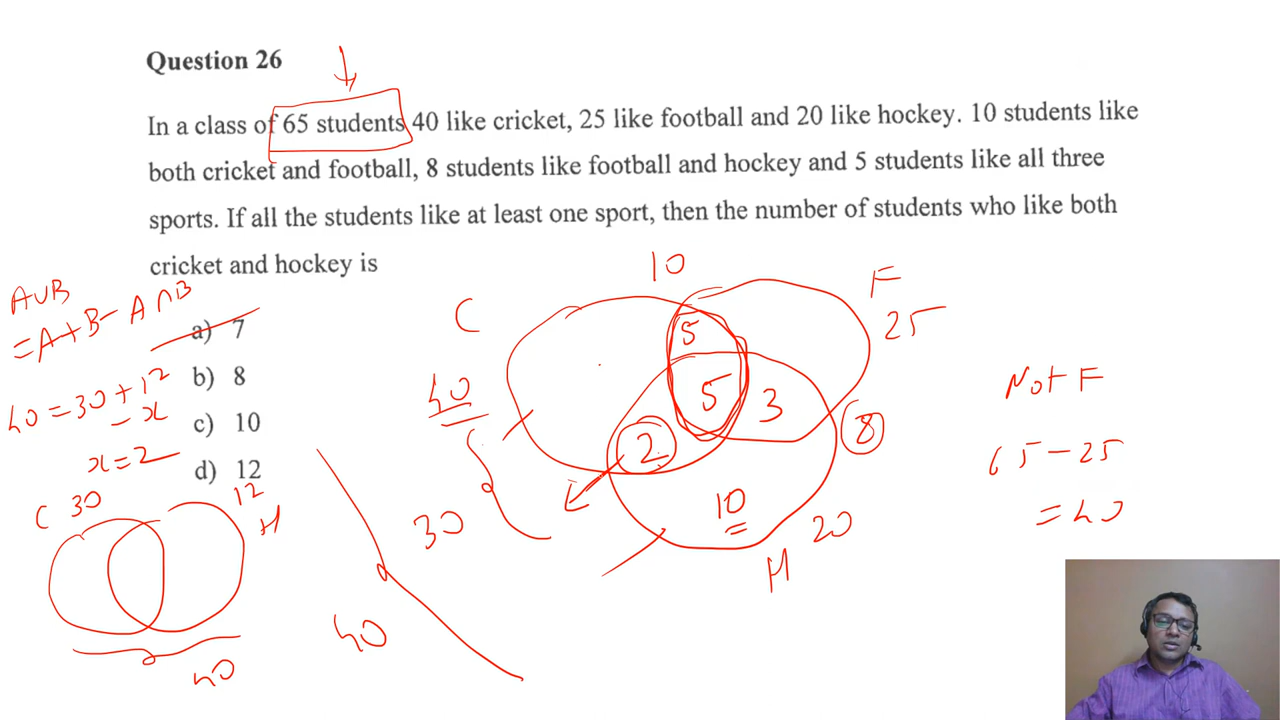 Question 26
In a class of 65 students 40 like cricket, 25 like football and 20 like hockey. 10 students like
both cricket and football, 8 students like football and hockey and 5 students like all three
sports. If all the students like at least one sport, then the number of students who like both
cricket and hockey is
a) 7
b) 8
c) 10
d) 12
A∪B
= A + B - A ∩ B
40 = 30 + 12
- x
x = 2
C 30
12
H
40
C
40
10
F
25
5
5
3
8
2
10
H 20
30
40
Not F
65 - 25
= 40